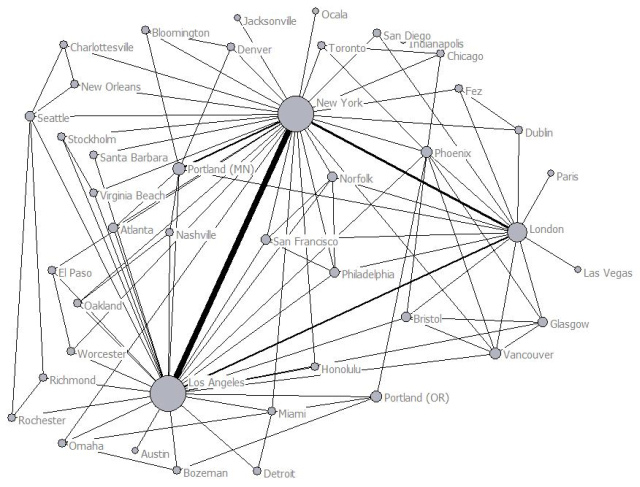 Jacksonville
Ocala
Bloomington
San Diego
Indianapolis
Charlottesville
Denver
Toronto
Chicago
New Orleans
Fez
New York
Seattle
Stockholm
Dublin
Santa Barbara
Phoenix
Portland (MN)
Norfolk
Paris
Virginia Beach
Atlanta
Nashville
London
San Francisco
El Paso
Philadelphia
Las Vegas
Oakland
Bristol
Glasgow
Worcester
Vancouver
Honolulu
Richmond
Los Angeles
Portland (OR)
Rochester
Miami
Omaha
Austin
Bozeman
Detroit